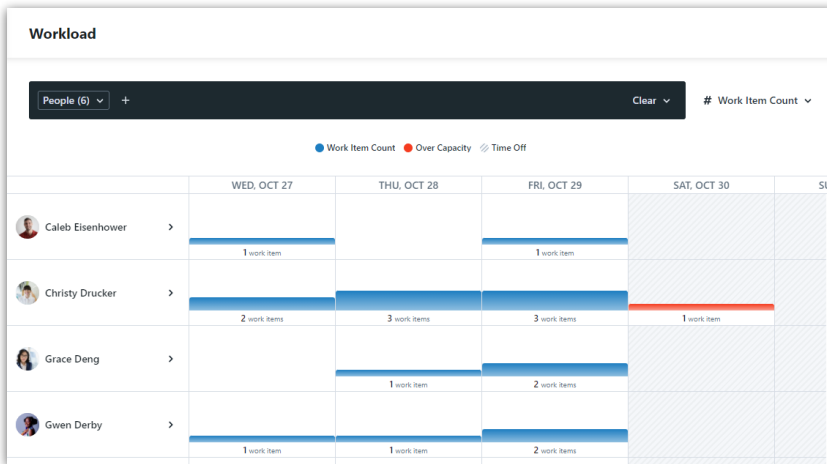 Workload
People (6) + Clear # Work Item Count
Work Item Count Over Capacity Time Off
WED, OCT 27 THU, OCT 28 FRI, OCT 29 SAT, OCT 30 SU
Caleb Eisenhower
1 work item 1 work item
Christy Drucker
2 work items 3 work items 3 work items 1 work item
Grace Deng
1 work item 2 work items
Gwen Derby
1 work item 1 work item 2 work items